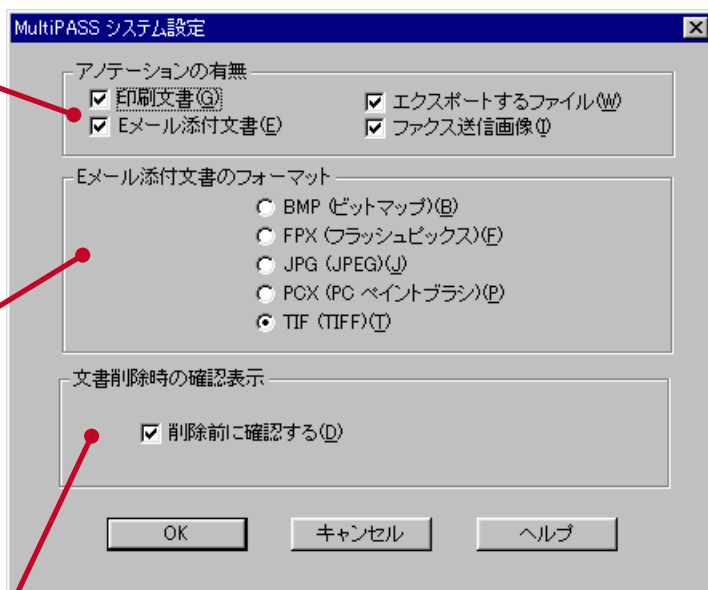 MultiPASS システム設定
アノテーションの有無
印刷文書(G)
エクスポートするファイル(W)
Eメール添付文書(E)
ファクス送信画像(I)
Eメール添付文書のフォーマット
BMP (ビットマップ)(B)
FPX (フラッシュピックス)(F)
JPG (JPEG)(J)
PCX (PC ペイントブラシ)(P)
TIF (TIFF)(T)
文書削除時の確認表示
削除前に確認する(D)
OK
キャンセル
ヘルプ